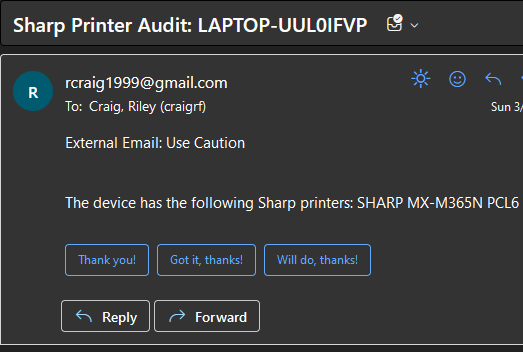 Sharp Printer Audit: LAPTOP-UUL0IFVP
R
rcraig1999@gmail.com
To: Craig, Riley (craigrf)
Sun 3/
External Email: Use Caution
The device has the following Sharp printers: SHARP MX-M365N PCL6
Thank you!
Got it, thanks!
Will do, thanks!
Reply
Forward